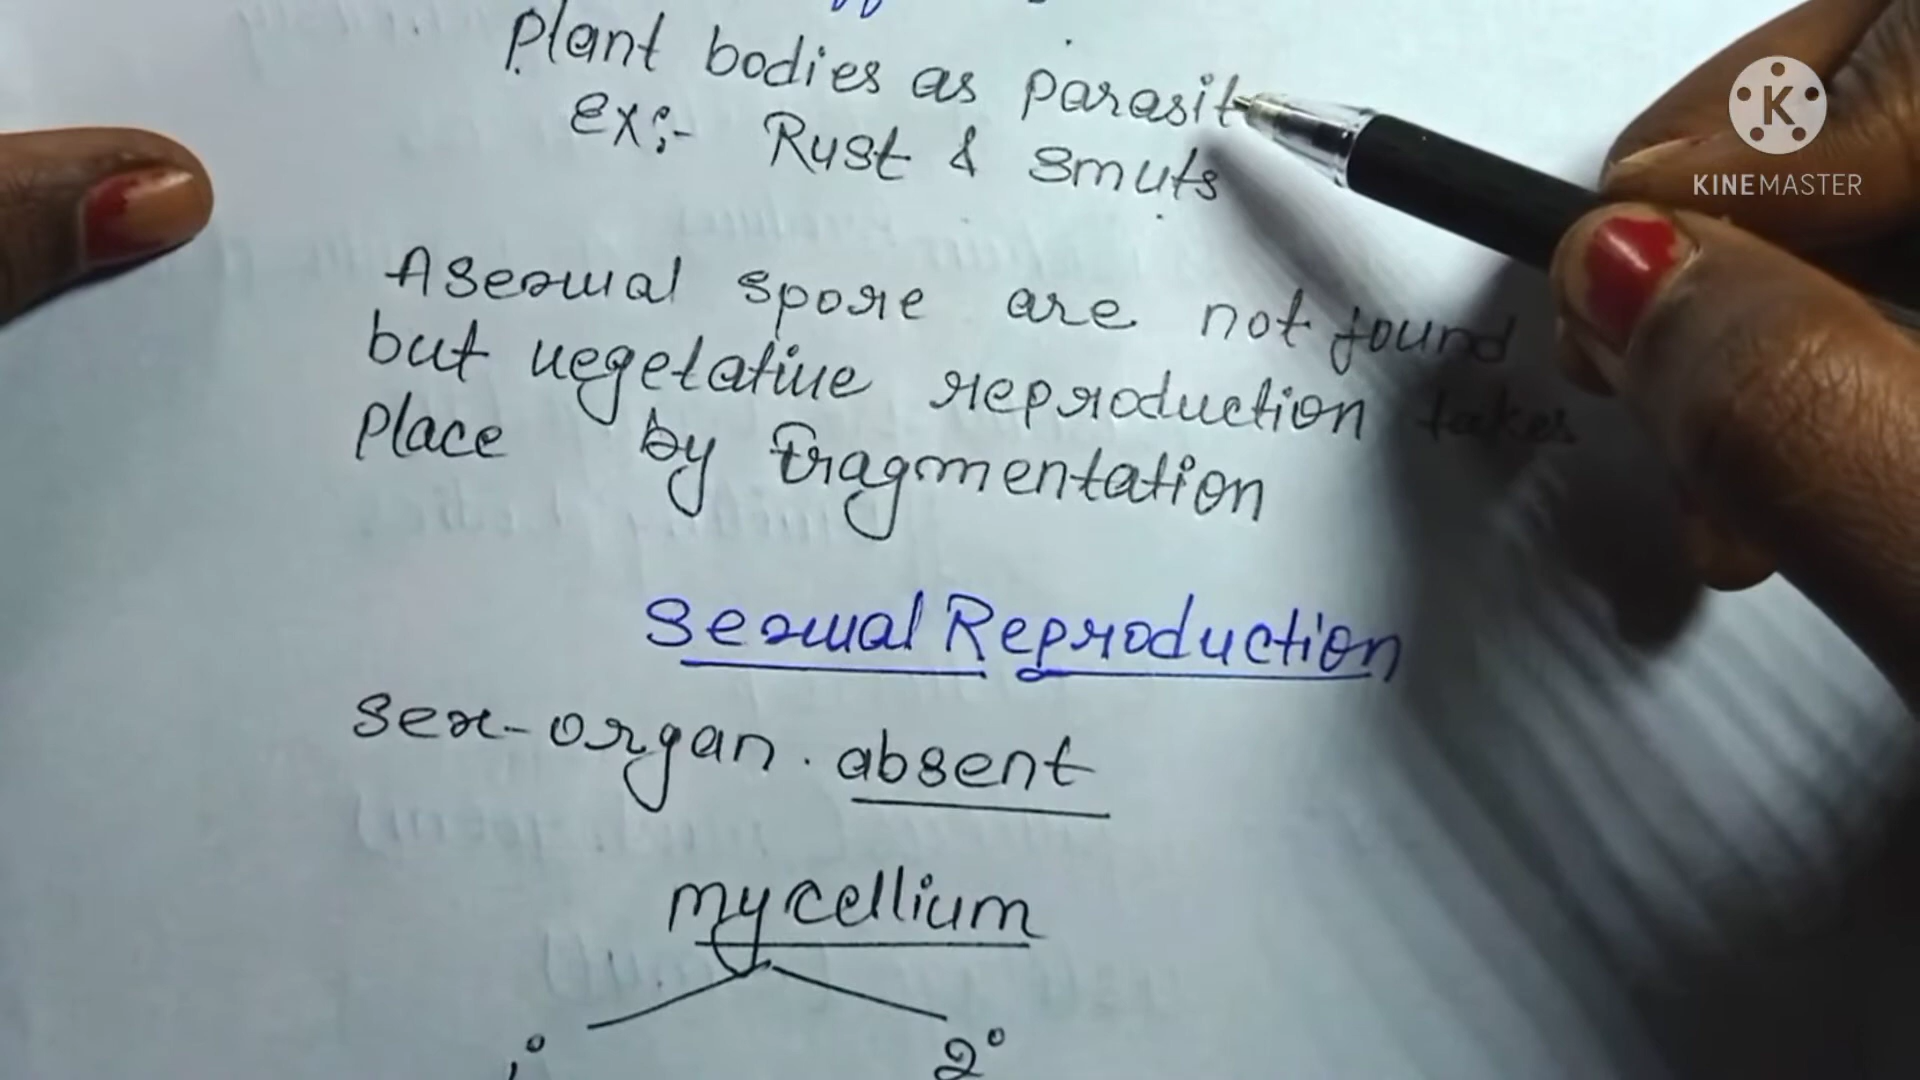 Plant bodies as Parasit
Ex:- Rust & Smuts
Asexual spore are not found
but vegetative reproduction takes
Place by Fragmentation
Sexual Reproduction
Sex-organ. absent
mycellium
1° 2°
K
KINEMASTER